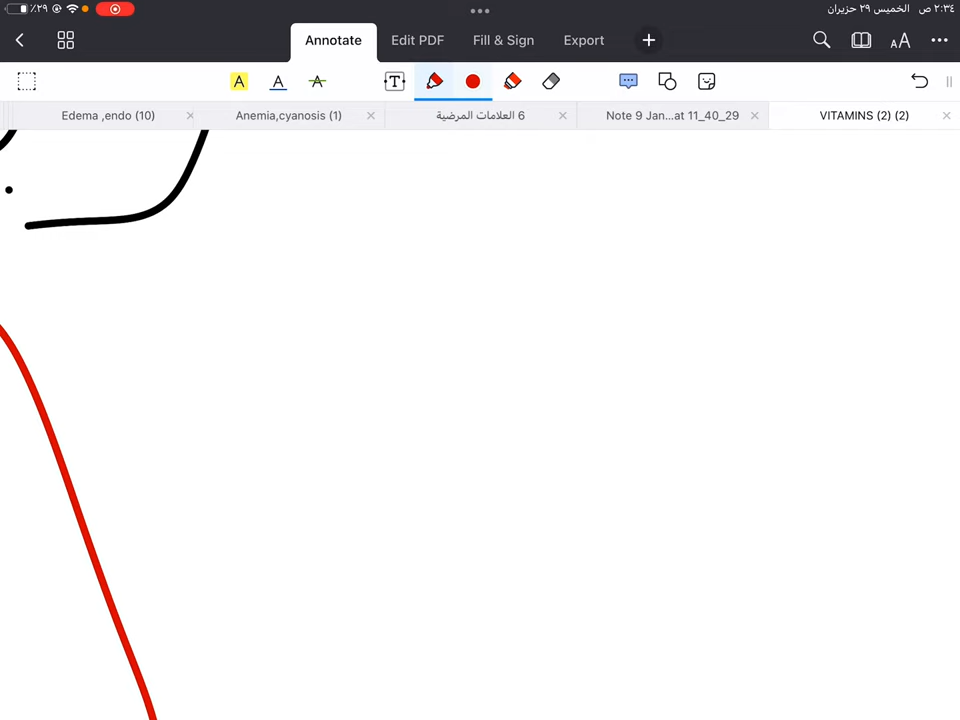 ٪٢٩ ٢:٣٤ ص الخميس ٢٩ حزيران
Annotate Edit PDF Fill & Sign Export
A A A T AA
Edema ,endo (10) Anemia,cyanosis (1) 6 العلامات المرضية Note 9 Jan...at 11_40_29 VITAMINS (2) (2)